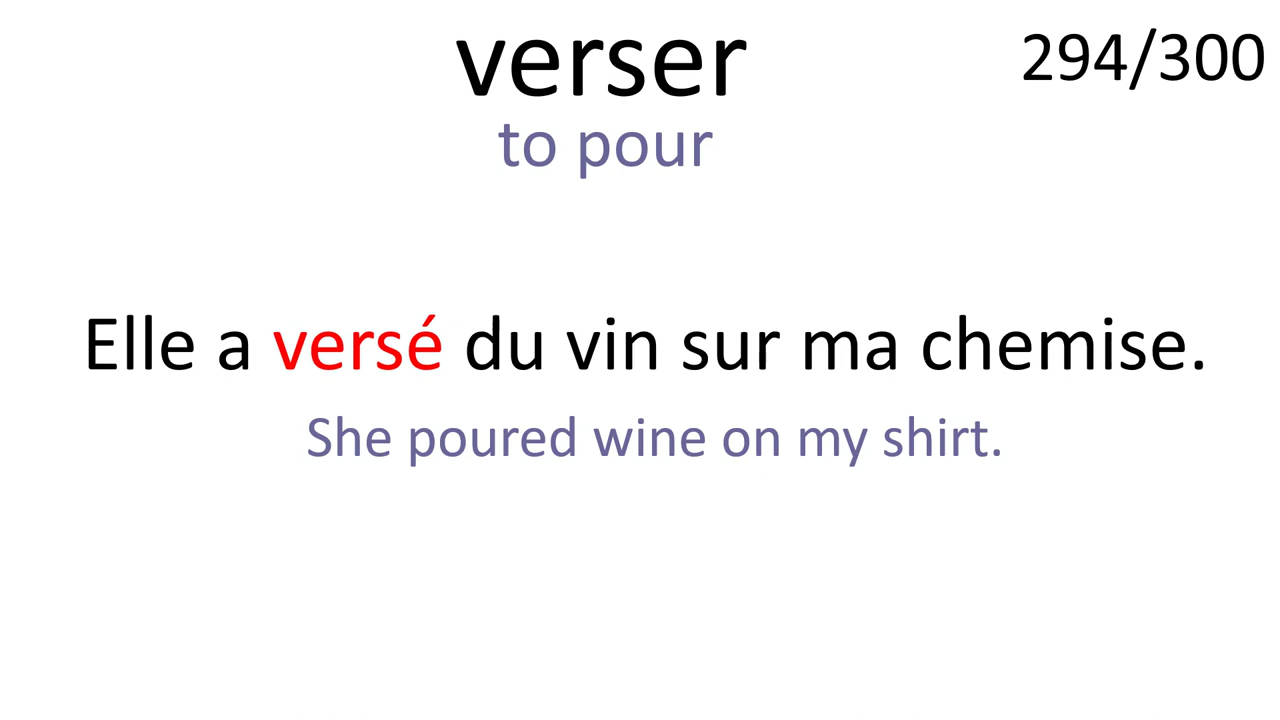 verser
294/300
to pour
Elle a versé du vin sur ma chemise.
She poured wine on my shirt.